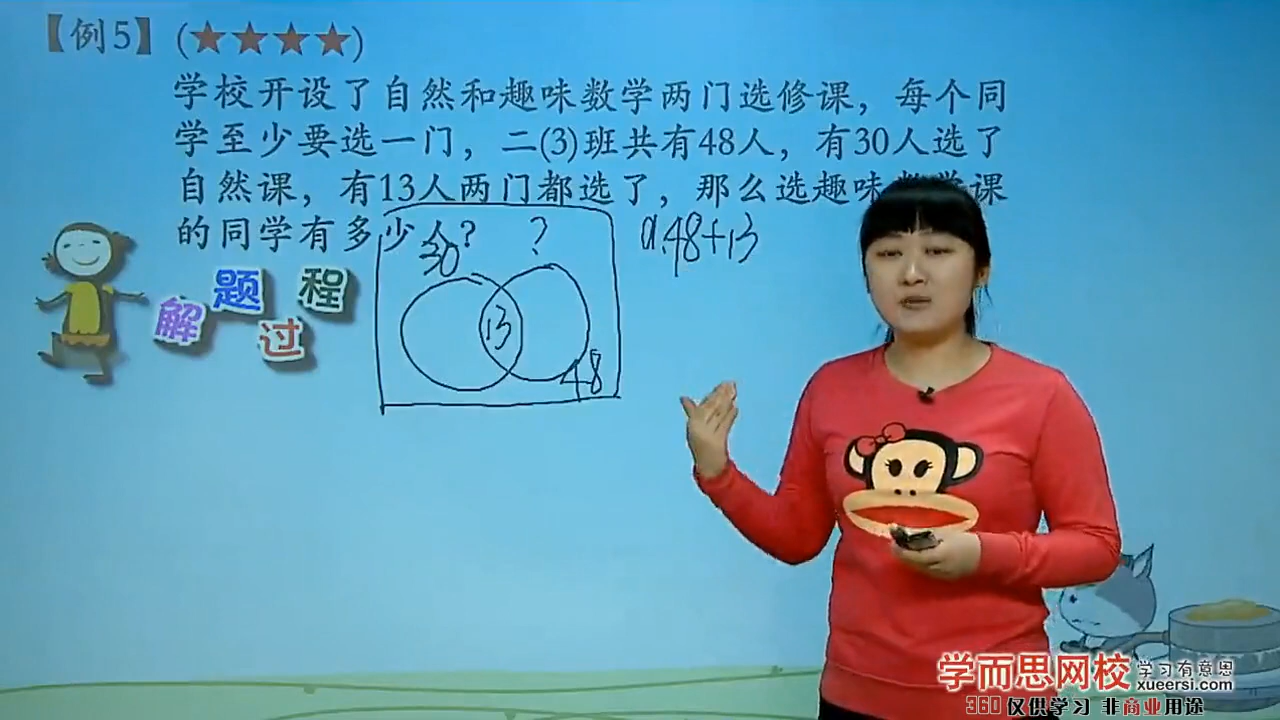 【例5】(★★★★)
学校开设了自然和趣味数学两门选修课，每个同
学至少要选一门，二(3)班共有48人，有30人选了
自然课，有13人两门都选了，那么选趣味数学课
的同学有多少人？
30
?
48+13
13
48
解题过程
学而思网校
学习有意思
xueersi.com
360 仅供学习 非商业用途